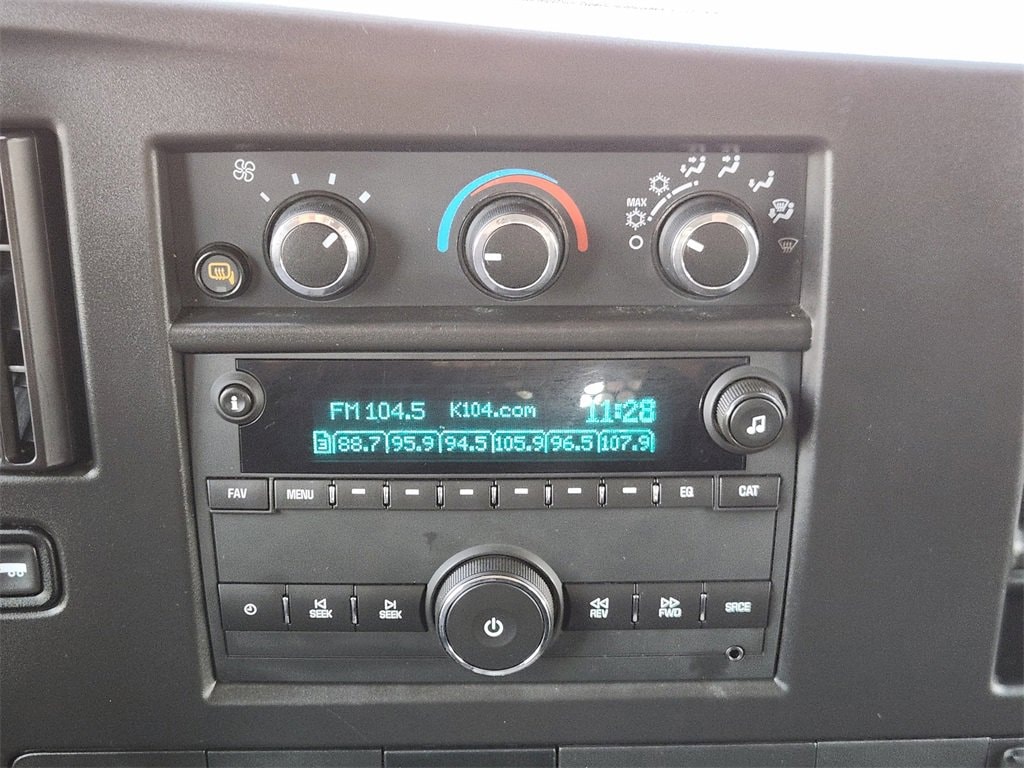 MAX
i
FM 104.5 K104.com 11:28
3 88.7 95.9 94.5 105.9 96.5 107.9
FAV MENU EQ CAT
SEEK SEEK REV FWD SRCE